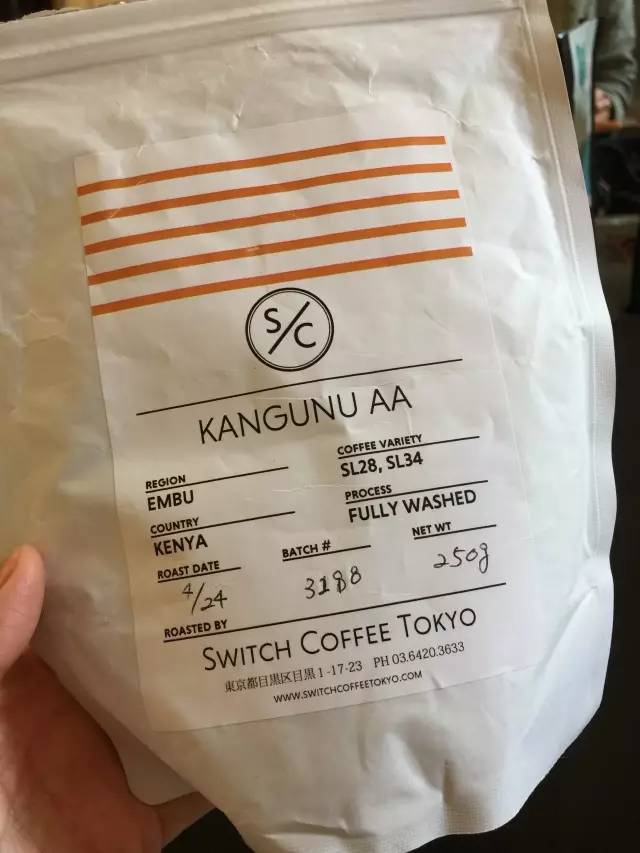 S/C
KANGUNU AA
REGION
EMBU
COFFEE VARIETY
SL28, SL34
COUNTRY
KENYA
PROCESS
FULLY WASHED
ROAST DATE
4/24
BATCH #
3188
NET WT
250g
ROASTED BY
SWITCH COFFEE TOKYO
東京都目黒区目黒1-17-23 PH 03.6420.3633
WWW.SWITCHCOFFEETOKYO.COM